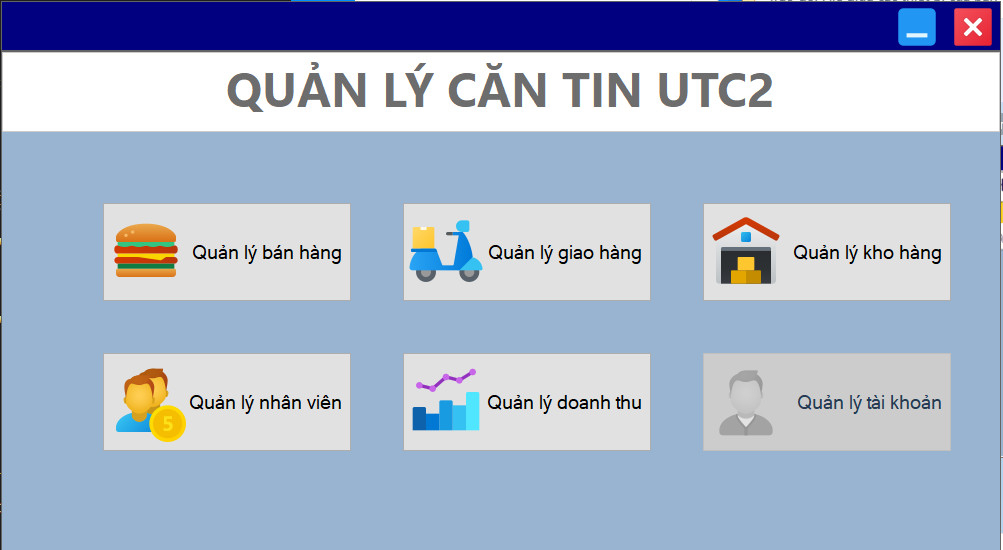 QUẢN LÝ CĂN TIN UTC2
Quản lý bán hàng
Quản lý giao hàng
Quản lý kho hàng
Quản lý nhân viên
5
Quản lý doanh thu
Quản lý tài khoản